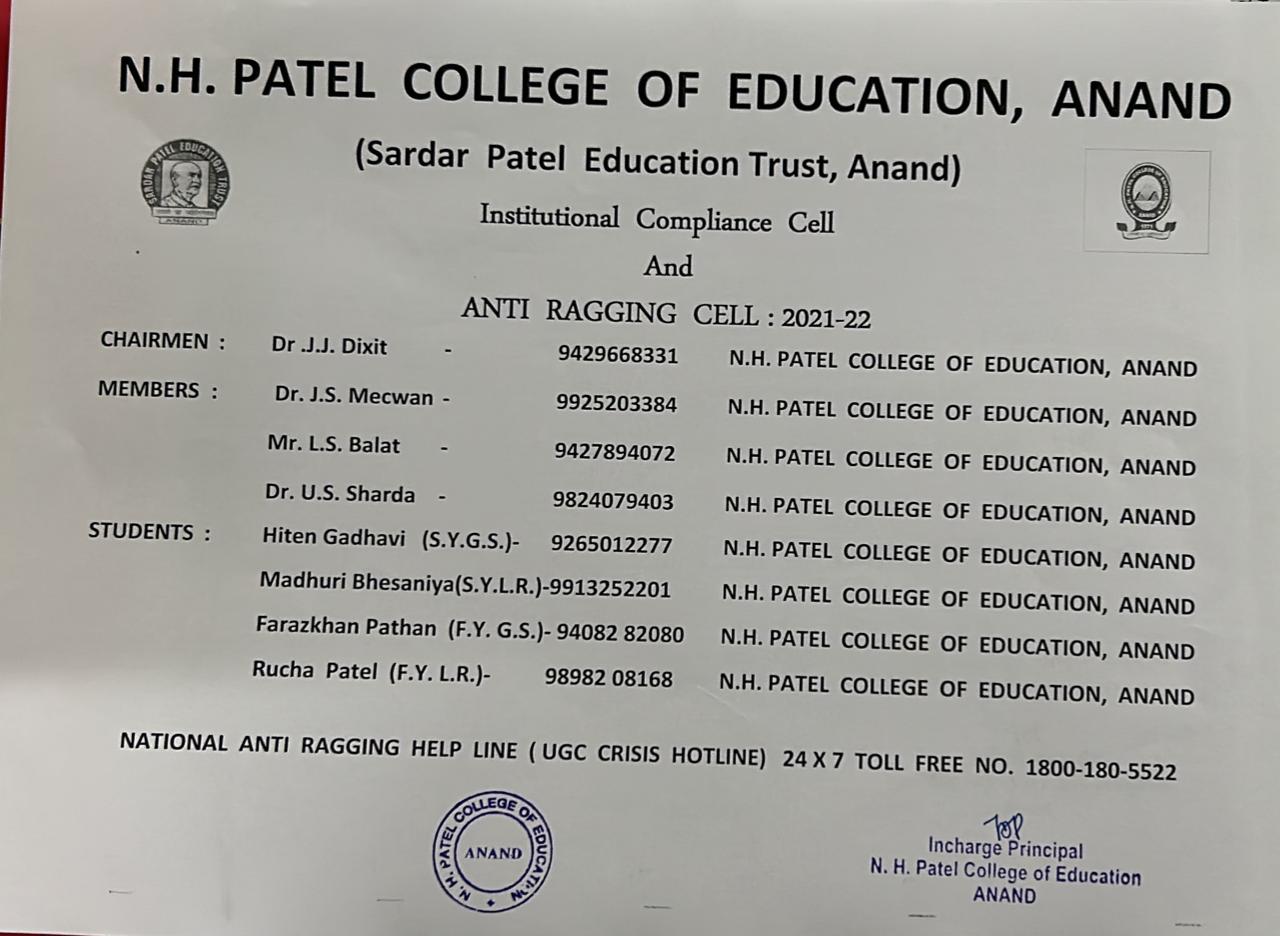 N.H. PATEL COLLEGE OF EDUCATION, ANAND
(Sardar Patel Education Trust, Anand)
SARDAR PATEL EDUCATION TRUST
ANAND
Institutional Compliance Cell
And
ANTI RAGGING CELL : 2021-22
CHAIRMEN : Dr .J.J. Dixit - 9429668331 N.H. PATEL COLLEGE OF EDUCATION, ANAND
MEMBERS : Dr. J.S. Mecwan - 9925203384 N.H. PATEL COLLEGE OF EDUCATION, ANAND
Mr. L.S. Balat - 9427894072 N.H. PATEL COLLEGE OF EDUCATION, ANAND
Dr. U.S. Sharda - 9824079403 N.H. PATEL COLLEGE OF EDUCATION, ANAND
STUDENTS : Hiten Gadhavi (S.Y.G.S.)- 9265012277 N.H. PATEL COLLEGE OF EDUCATION, ANAND
Madhuri Bhesaniya(S.Y.L.R.)-9913252201 N.H. PATEL COLLEGE OF EDUCATION, ANAND
Farazkhan Pathan (F.Y. G.S.)- 94082 82080 N.H. PATEL COLLEGE OF EDUCATION, ANAND
Rucha Patel (F.Y. L.R.)- 98982 08168 N.H. PATEL COLLEGE OF EDUCATION, ANAND
NATIONAL ANTI RAGGING HELP LINE ( UGC CRISIS HOTLINE) 24 X 7 TOLL FREE NO. 1800-180-5522
N. H. PATEL COLLEGE OF EDUCATION
ANAND
Incharge Principal
N. H. Patel College of Education
ANAND